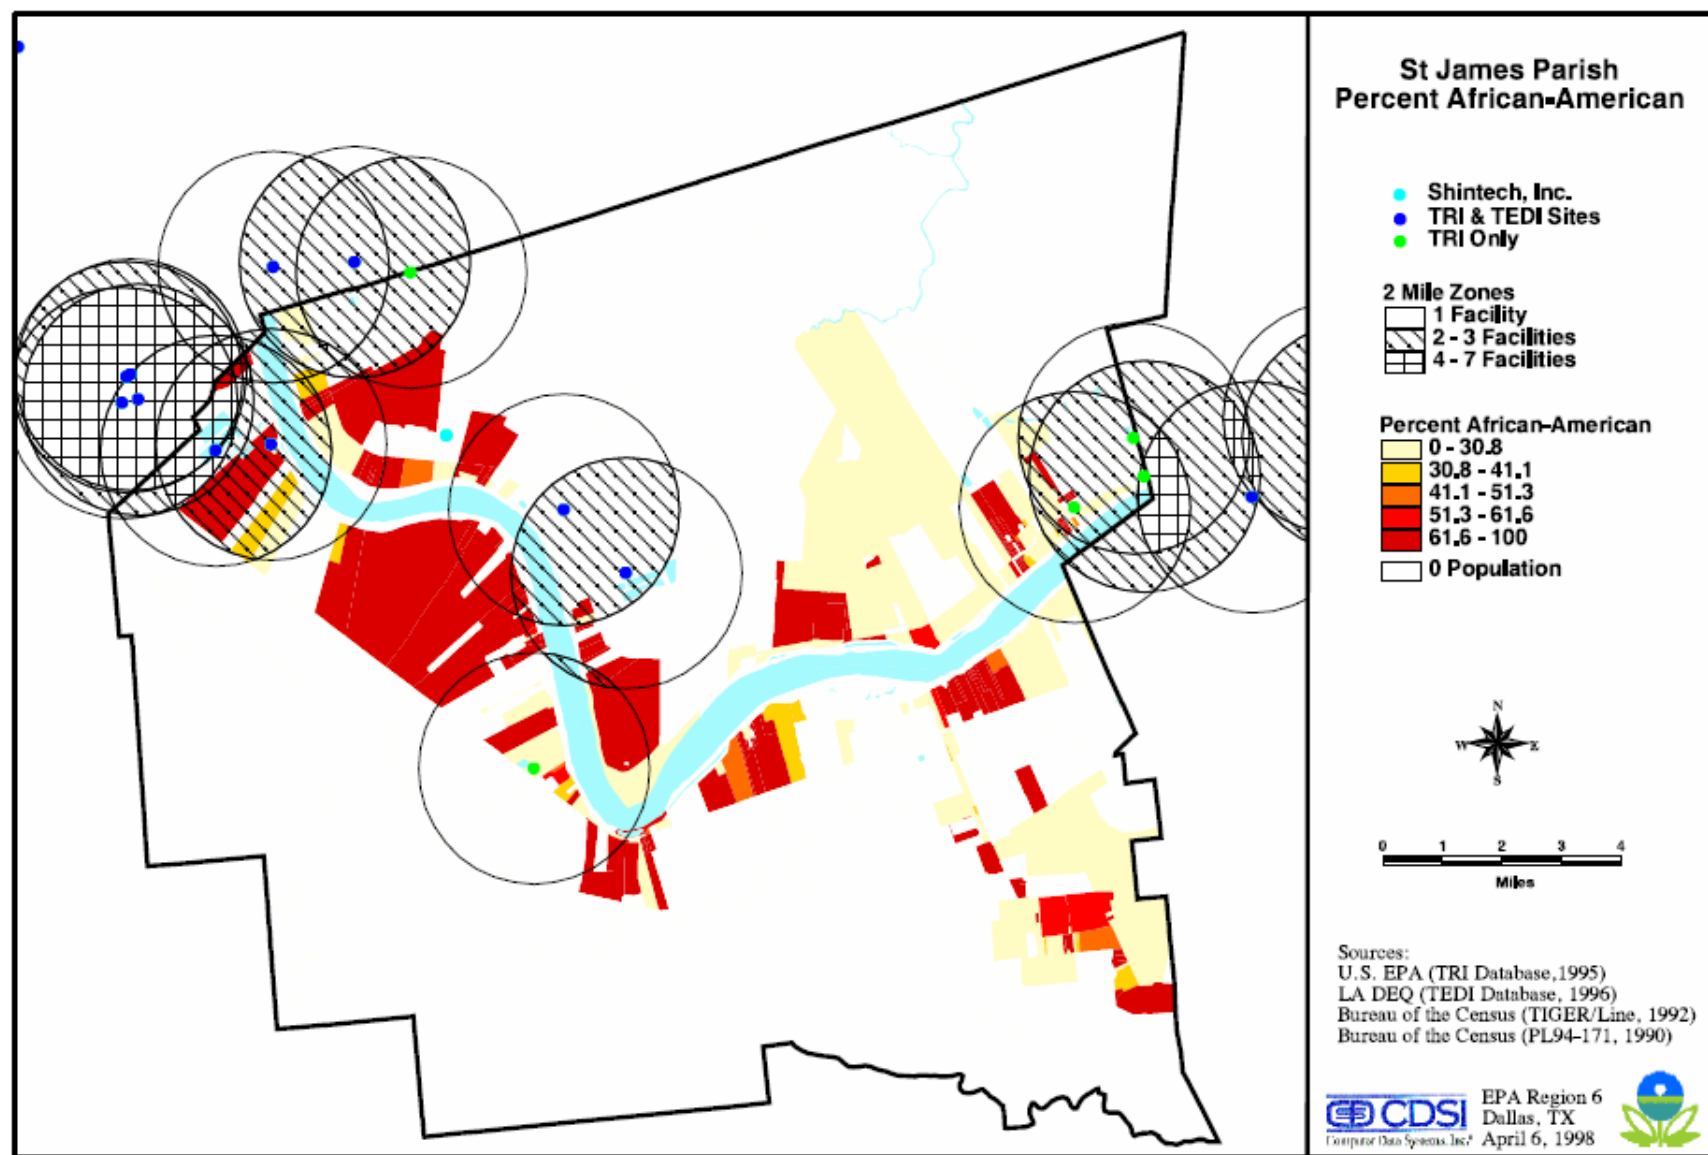 St James Parish
Percent African-American
Shintech, Inc.
TRI & TEDI Sites
TRI Only
2 Mile Zones
1 Facility
2 - 3 Facilities
4 - 7 Facilities
Percent African-American
0 - 30.8
30.8 - 41.1
41.1 - 51.3
51.3 - 61.6
61.6 - 100
0 Population
N
W E
S
0 1 2 3 4
Miles
Sources:
U.S. EPA (TRI Database,1995)
LA DEQ (TEDI Database, 1996)
Bureau of the Census (TIGER/Line, 1992)
Bureau of the Census (PL94-171, 1990)
CDSI
Computer Data Systems, Inc.
EPA Region 6
Dallas, TX
April 6, 1998